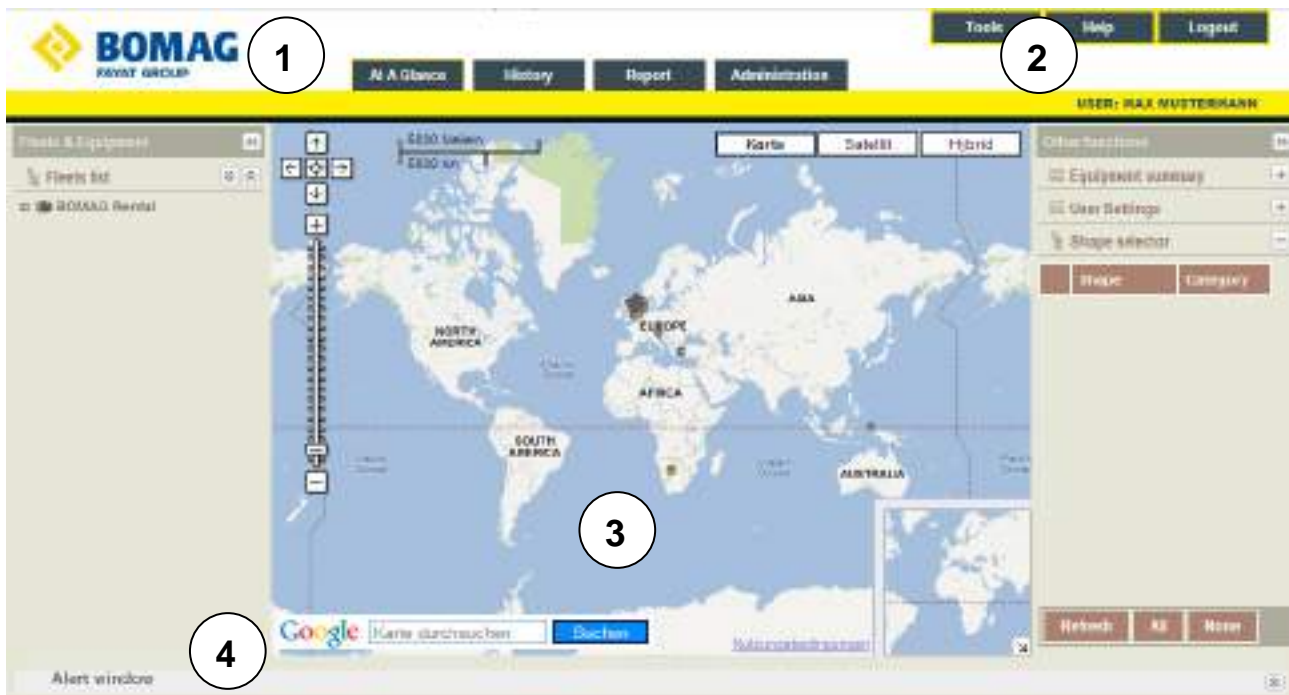 BOMAG
FAYAT GROUP
1
2
Tools
Help
Logout
At A Glance
History
Report
Administration
USER: MAX MUSTERMANN
Fleets & Equipment
Fleets list
BOMAG Rental
Karte
Satellit
Hybrid
NORTH
AMERICA
EUROPE
ASIA
AFRICA
SOUTH
AMERICA
AUSTRALIA
Other functions
Equipment summary
User Settings
Shape selector
Shape
Category
3
Google
Karte durchsuchen
Suchen
Nutzungsbedingungen
Refresh
All
None
4
Alert window